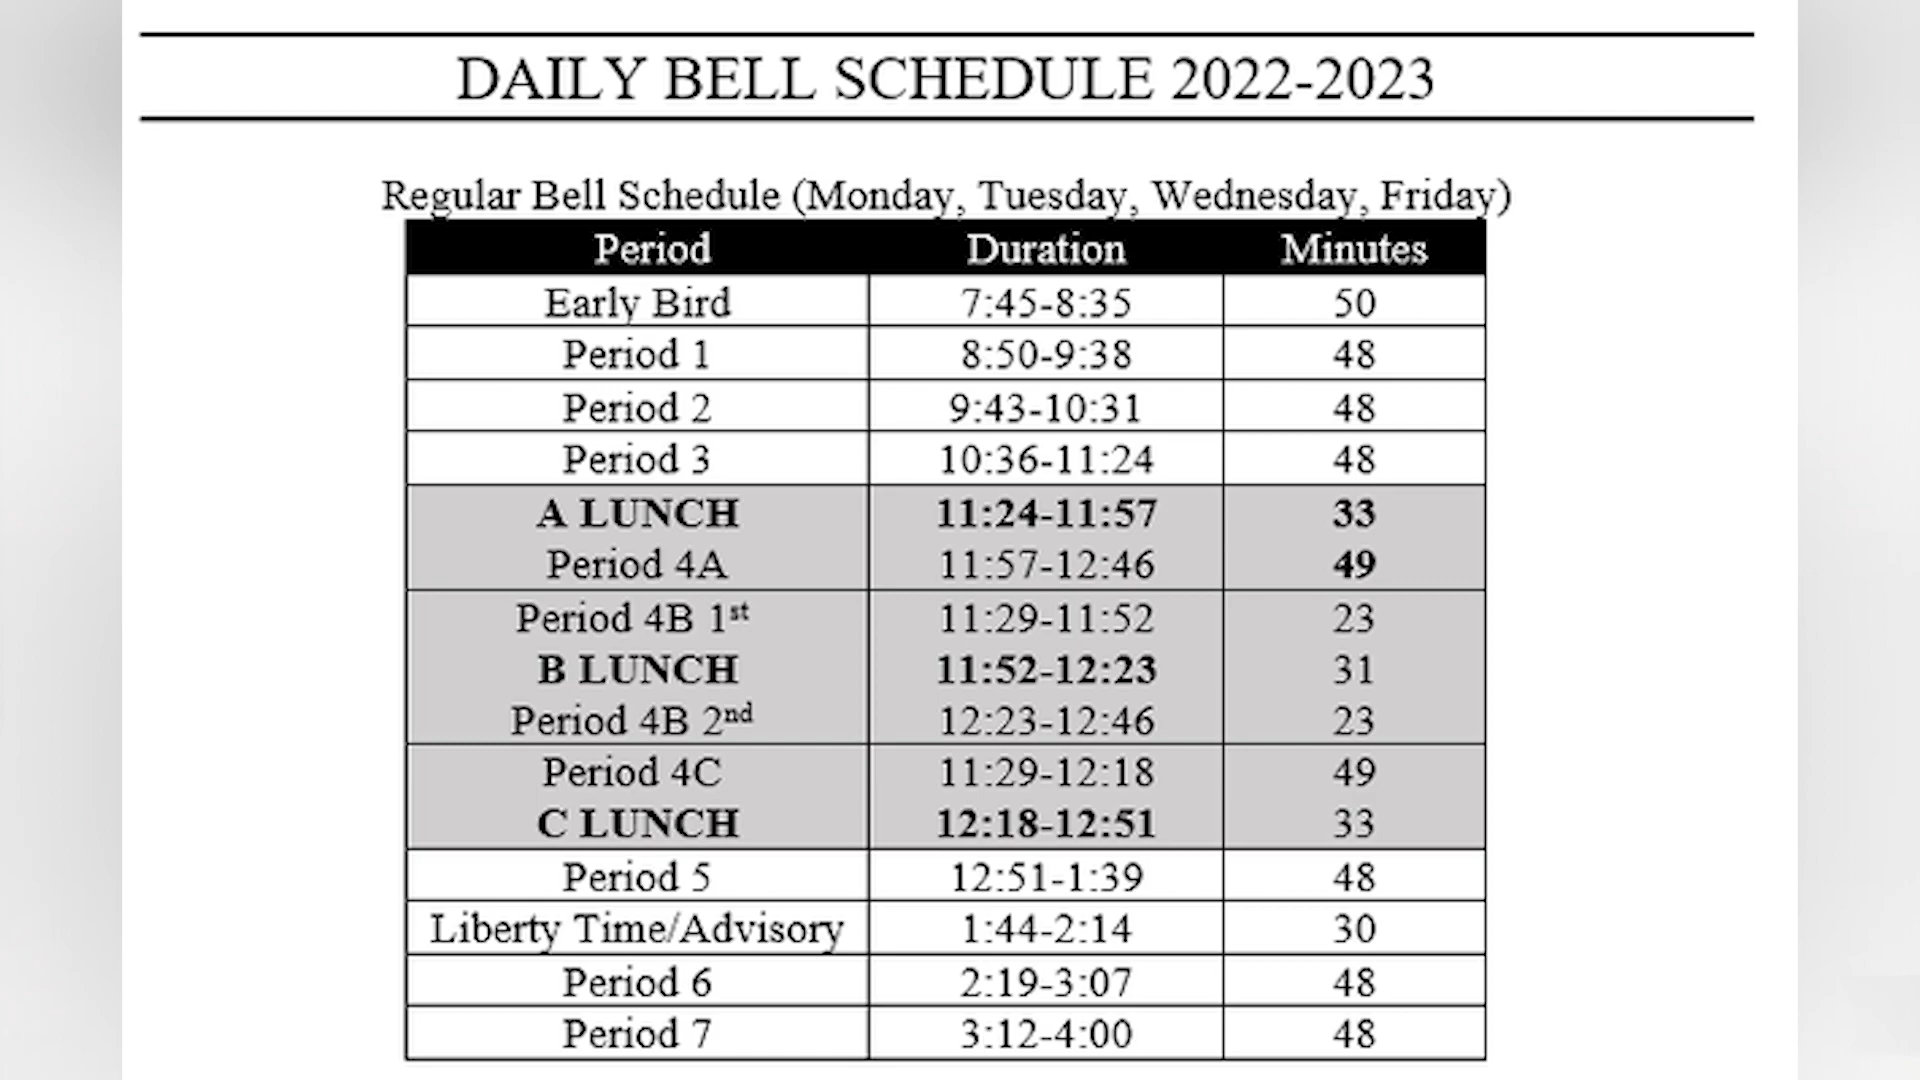 DAILY BELL SCHEDULE 2022-2023
Regular Bell Schedule (Monday, Tuesday, Wednesday, Friday)
Period Duration Minutes
Early Bird 7:45-8:35 50
Period 1 8:50-9:38 48
Period 2 9:43-10:31 48
Period 3 10:36-11:24 48
A LUNCH 11:24-11:57 33
Period 4A 11:57-12:46 49
Period 4B 1st 11:29-11:52 23
B LUNCH 11:52-12:23 31
Period 4B 2nd 12:23-12:46 23
Period 4C 11:29-12:18 49
C LUNCH 12:18-12:51 33
Period 5 12:51-1:39 48
Liberty Time/Advisory 1:44-2:14 30
Period 6 2:19-3:07 48
Period 7 3:12-4:00 48